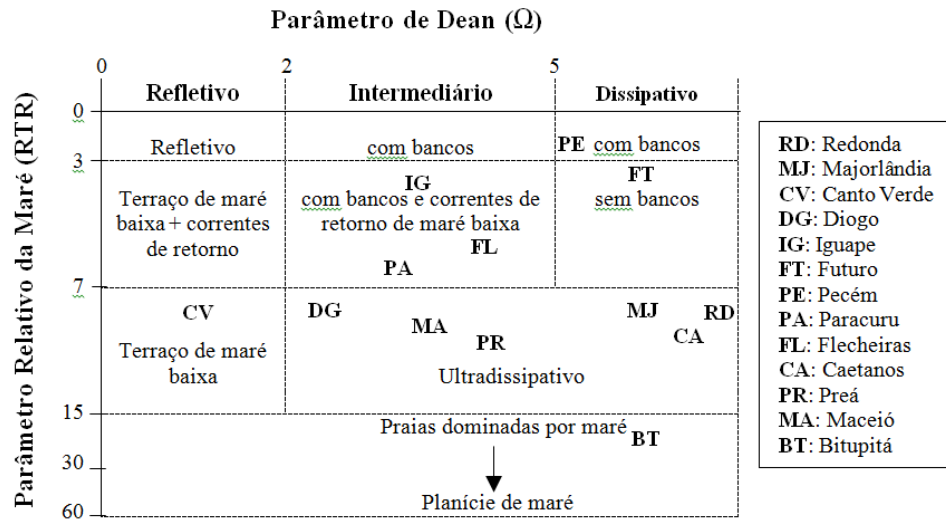 Parâmetro de Dean (Ω)
0 2 5
Refletivo Intermediário Dissipativo
0
Refletivo com bancos PE com bancos
3
IG FT
Terraço de maré com bancos e correntes de sem bancos
baixa + correntes retorno de maré baixa
de retorno FL
PA
7
CV DG MJ RD
MA CA
PR
Terraço de maré
baixa Ultradissipativo
15
Praias dominadas por maré BT
30
Planície de maré
60
Parâmetro Relativo da Maré (RTR)
RD: Redonda
MJ: Majorlândia
CV: Canto Verde
DG: Diogo
IG: Iguape
FT: Futuro
PE: Pecém
PA: Paracuru
FL: Flecheiras
CA: Caetanos
PR: Preá
MA: Maceió
BT: Bitupitá